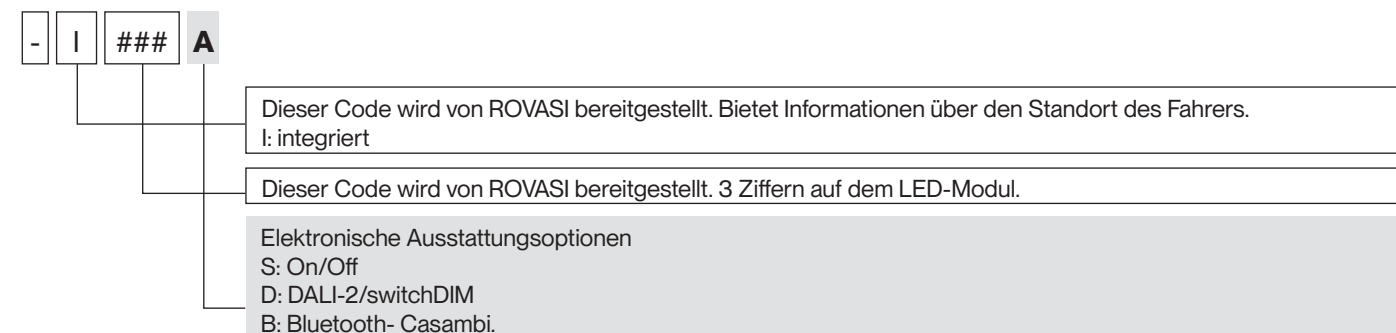 - I ### A
Dieser Code wird von ROVASI bereitgestellt. Bietet Informationen über den Standort des Fahrers.
I: integriert
Dieser Code wird von ROVASI bereitgestellt. 3 Ziffern auf dem LED-Modul.
Elektronische Ausstattungsoptionen
S: On/Off
D: DALI-2/switchDIM
B: Bluetooth- Casambi.